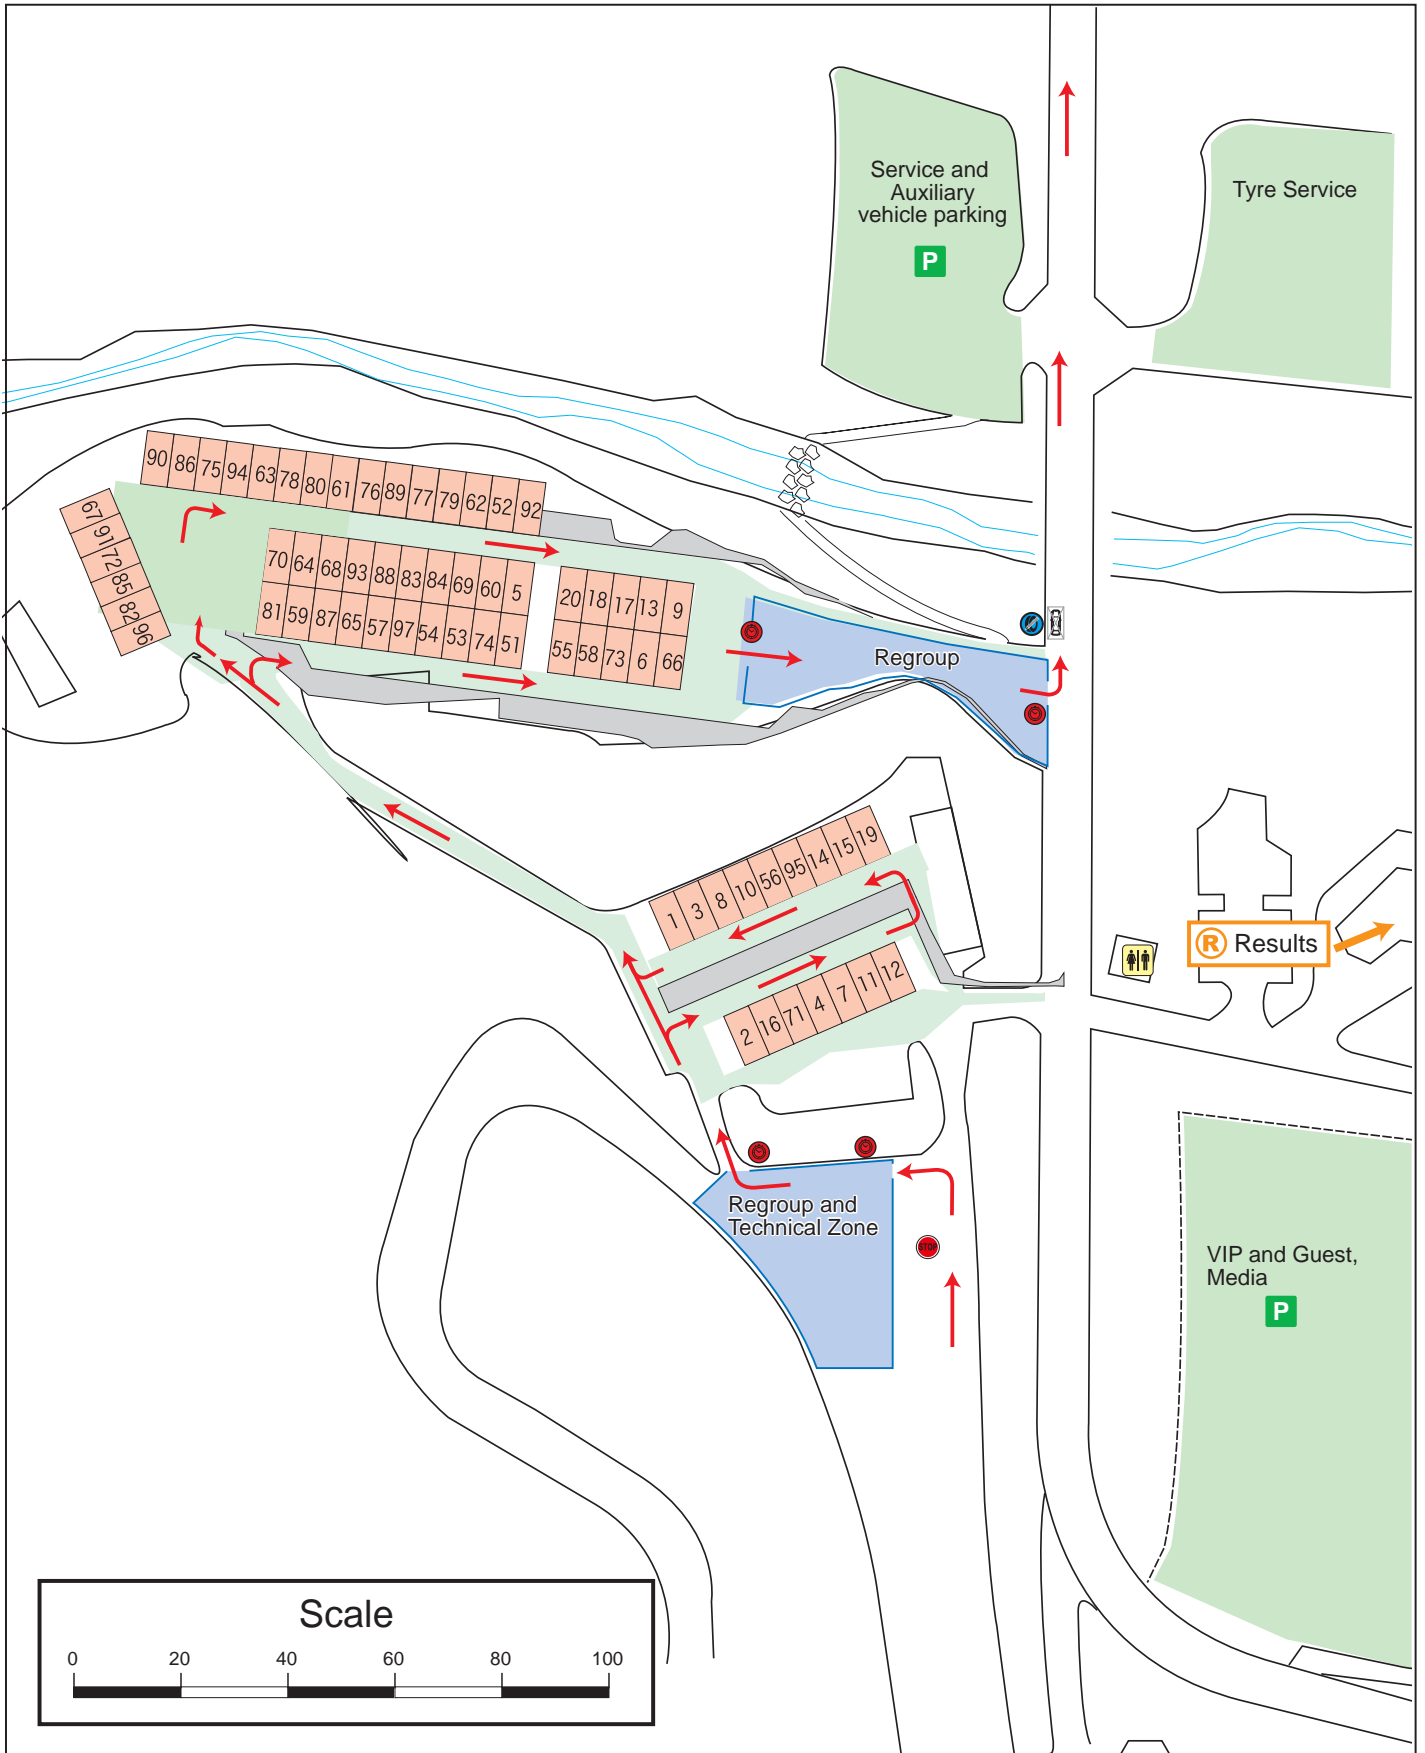 Service and
Auxiliary
vehicle parking
P
Tyre Service
90 86 75 94 63 78 80 61 76 89 77 79 62 52 92
67 91 72 85 82 96
70 64 68 93 88 83 84 69 60 5
81 59 87 65 57 97 54 53 74 51
20 18 17 13 9
55 58 73 6 66
Regroup
1 3 8 10 56 95 14 15 19
2 16 71 4 7 11 12
R Results
Regroup and
Technical Zone
STOP
VIP and Guest,
Media
P
Scale
0 20 40 60 80 100